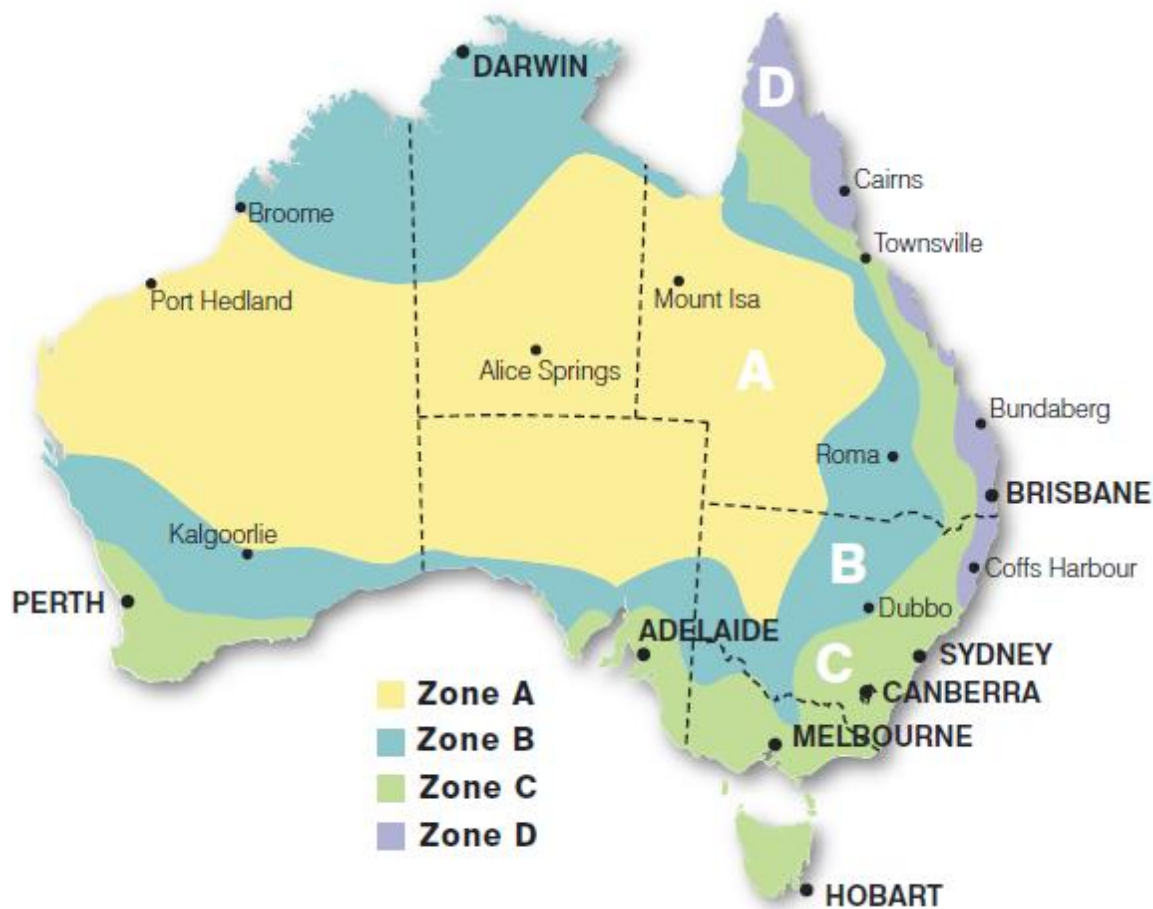 DARWIN
D
Cairns
Broome
Townsville
Port Hedland
Mount Isa
Alice Springs
A
Bundaberg
Roma
BRISBANE
Kalgoorlie
B
Coffs Harbour
PERTH
Dubbo
ADELAIDE
C
SYDNEY
CANBERRA
MELBOURNE
Zone A
Zone B
Zone C
Zone D
HOBART